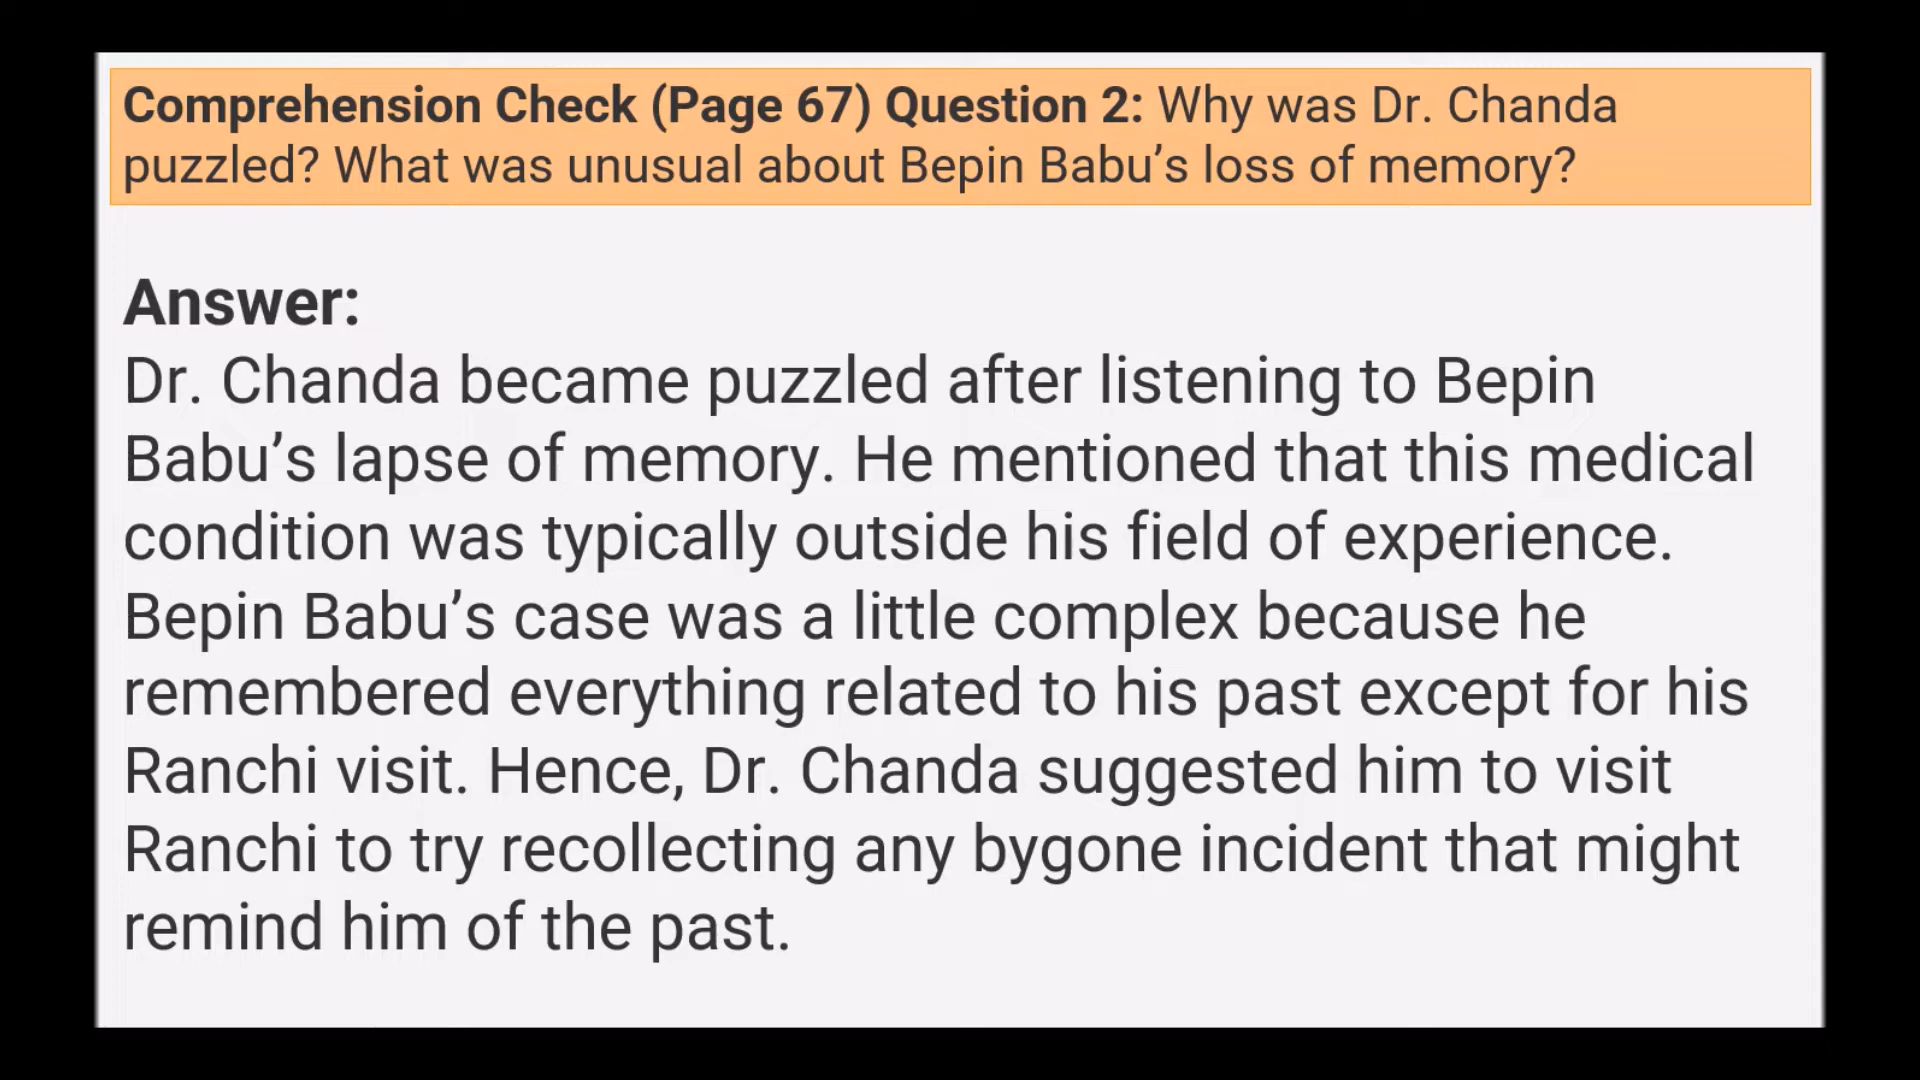 Comprehension Check (Page 67) Question 2: Why was Dr. Chanda
puzzled? What was unusual about Bepin Babu’s loss of memory?
Answer:
Dr. Chanda became puzzled after listening to Bepin
Babu’s lapse of memory. He mentioned that this medical
condition was typically outside his field of experience.
Bepin Babu’s case was a little complex because he
remembered everything related to his past except for his
Ranchi visit. Hence, Dr. Chanda suggested him to visit
Ranchi to try recollecting any bygone incident that might
remind him of the past.